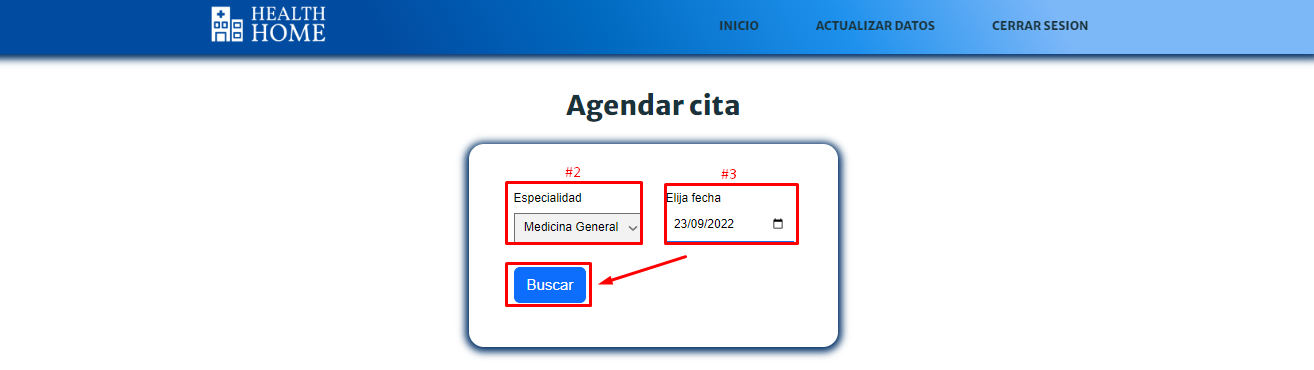 HEALTH
HOME
INICIO
ACTUALIZAR DATOS
CERRAR SESION
Agendar cita
#2
#3
Especialidad
Elija fecha
Medicina General
23/09/2022
Buscar